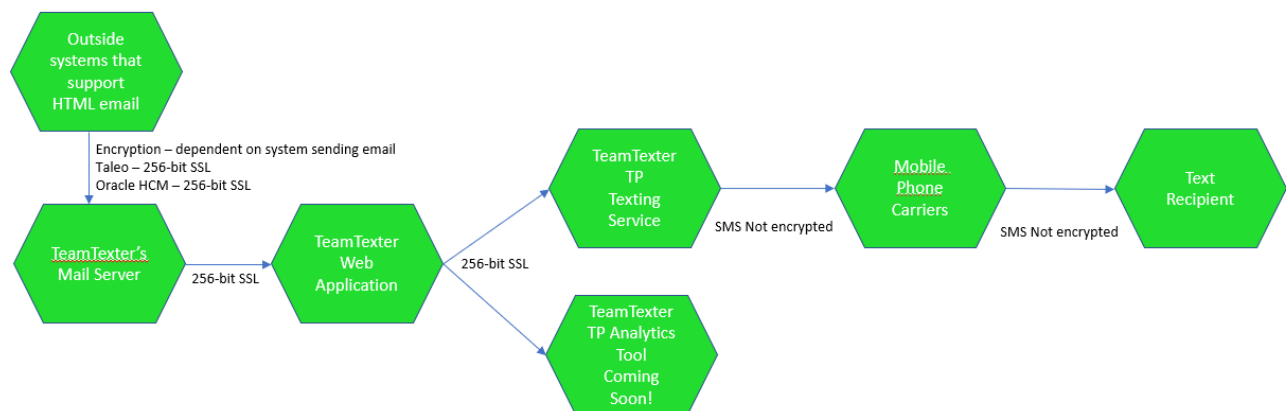 Outside
systems that
support
HTML email
Encryption – dependent on system sending email
Taleo – 256-bit SSL
Oracle HCM – 256-bit SSL
TeamTexter's
Mail Server
256-bit SSL
TeamTexter
Web
Application
256-bit SSL
TeamTexter
TP
Texting
Service
SMS Not encrypted
Mobile
Phone
Carriers
SMS Not encrypted
Text
Recipient
TeamTexter
TP Analytics
Tool
Coming
Soon!